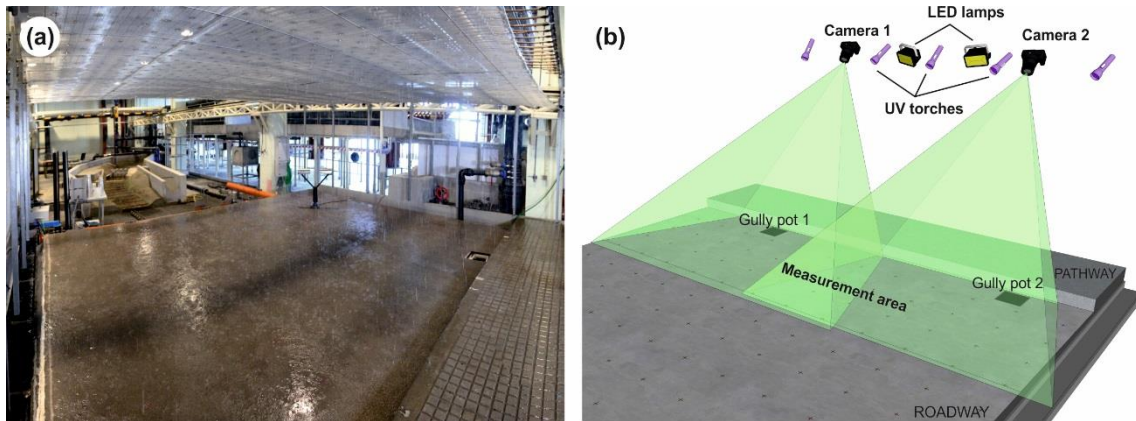 (a)
(b)
LED lamps
Camera 1
Camera 2
UV torches
Gully pot 1
Measurement area
PATHWAY
Gully pot 2
ROADWAY